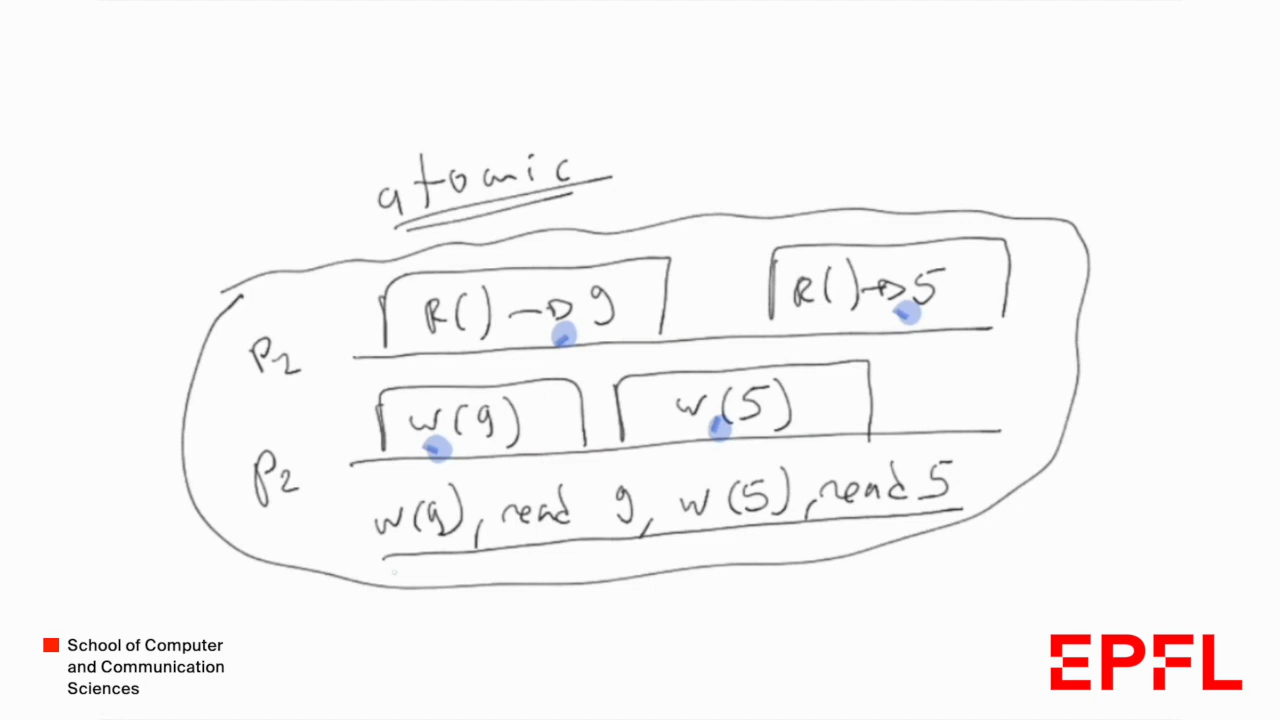 atomic
R() → 9 R() → 5
P2
w(9) w(5)
P2
w(9), read 9, w(5), read 5
School of Computer
and Communication
Sciences
EPFL